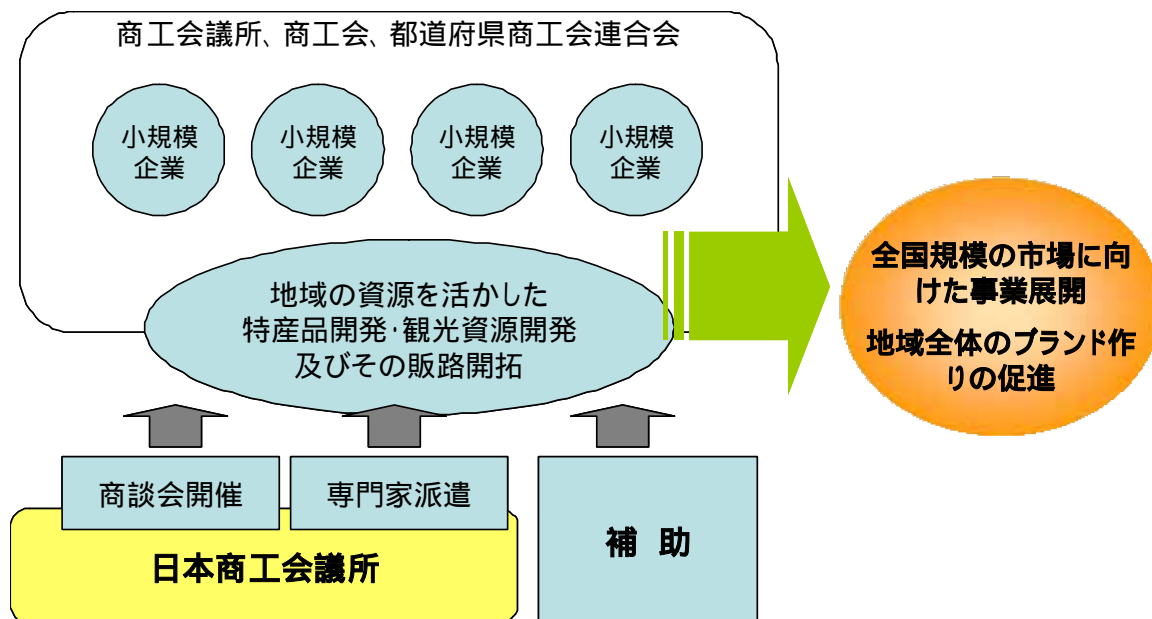 商工会議所、商工会、都道府県商工会連合会
小規模
企業
小規模
企業
小規模
企業
小規模
企業
地域の資源を活かした
特産品開発・観光資源開発
及びその販路開拓
全国規模の市場に向
けた事業展開
地域全体のブランド作
りの促進
商談会開催
専門家派遣
日本商工会議所
補 助